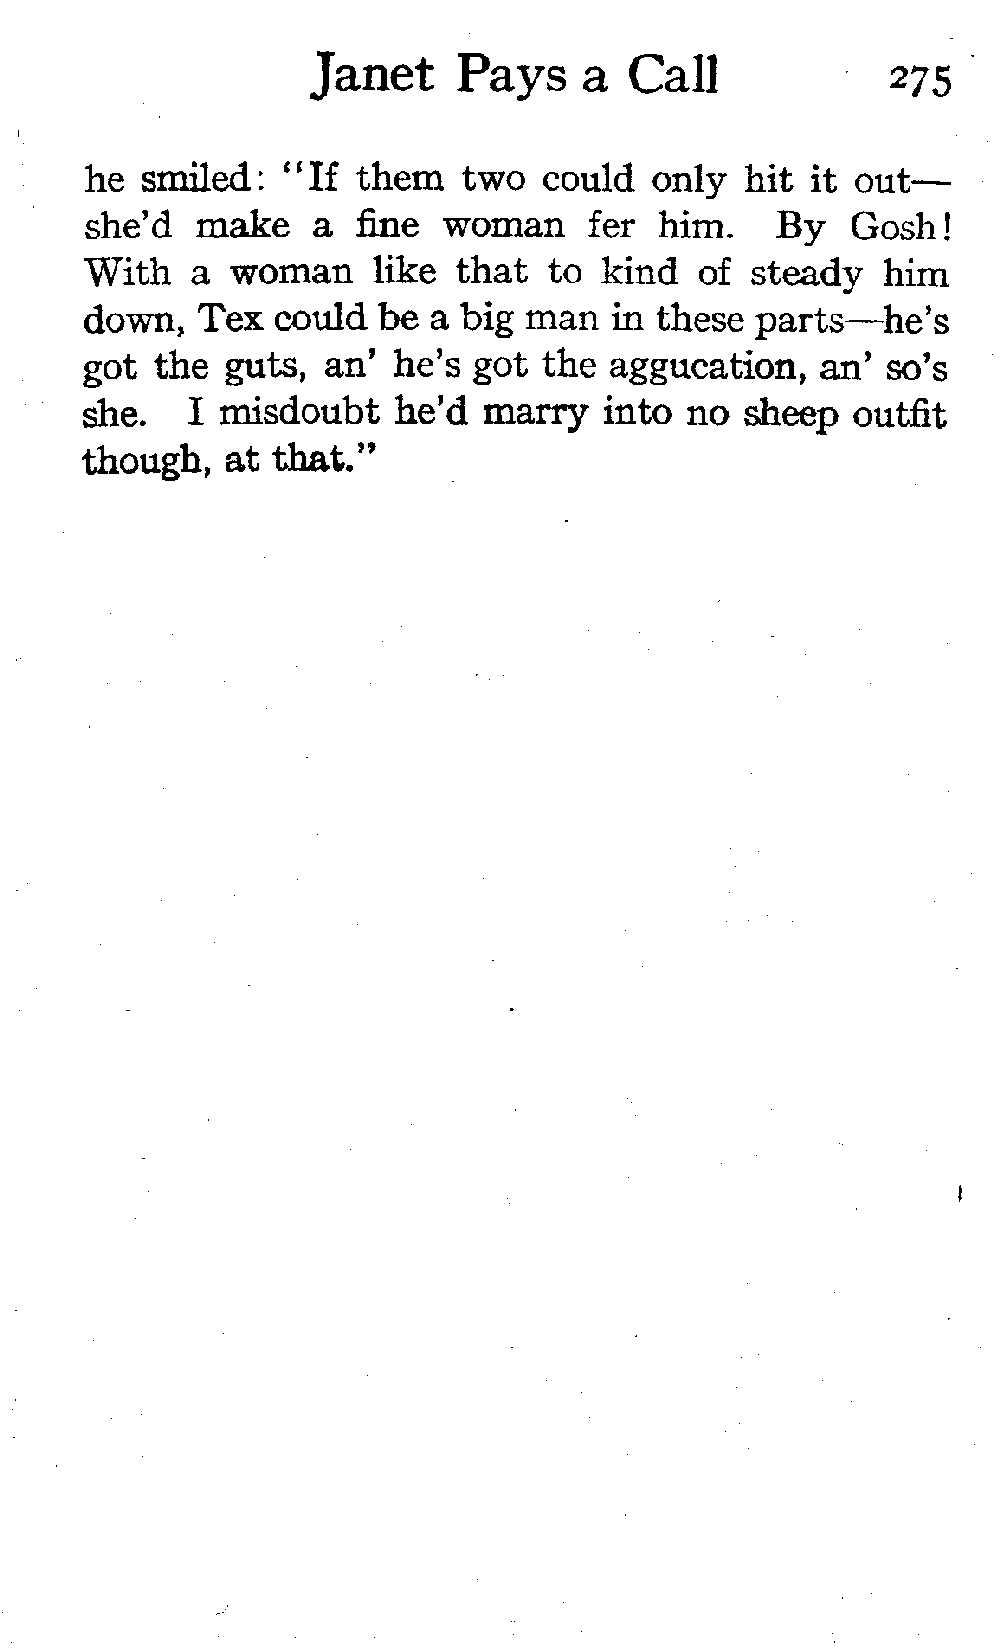 Janet Pays a Call 275
he smiled: "If them two could only hit it out—
she'd make a fine woman fer him. By Gosh!
With a woman like that to kind of steady him
down, Tex could be a big man in these parts—he's
got the guts, an' he's got the aggucation, an' so's
she. I misdoubt he'd marry into no sheep outfit
though, at that."